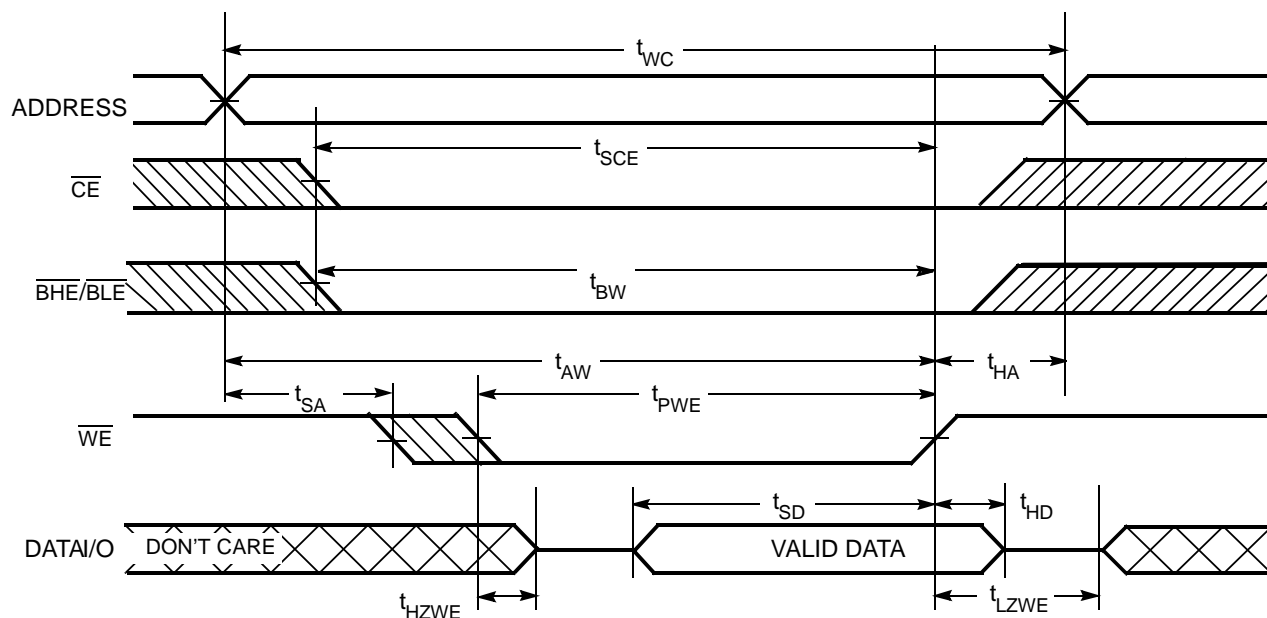 tWC
ADDRESS
tSCE
CE
tBW
BHE/BLE
tAW
tHA
tSA
tPWE
WE
tSD
tHD
DATAI/O
DON'T CARE
VALID DATA
tHZWE
tLZWE